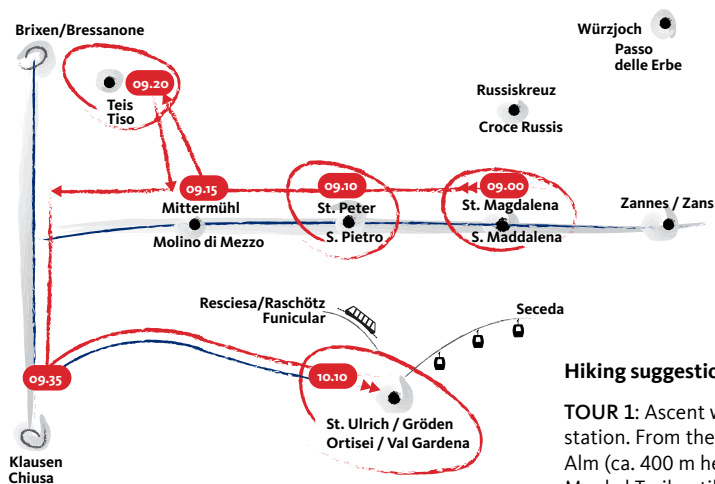 Brixen/Bressanone
Würzjoch
Passo
delle Erbe
09.20
Teis
Tiso
Russiskreuz
Croce Russis
09.15
09.10
09.00
Mittermühl
St. Peter
St. Magdalena
Zannes / Zans
Molino di Mezzo
S. Pietro
S. Maddalena
Resciesa/Raschötz
Funicular
Seceda
09.35
10.10
St. Ulrich / Gröden
Ortisei / Val Gardena
Klausen
Chiusa
Hiking suggestio
TOUR 1: Ascent w
station. From the
Alm (ca. 400 m he